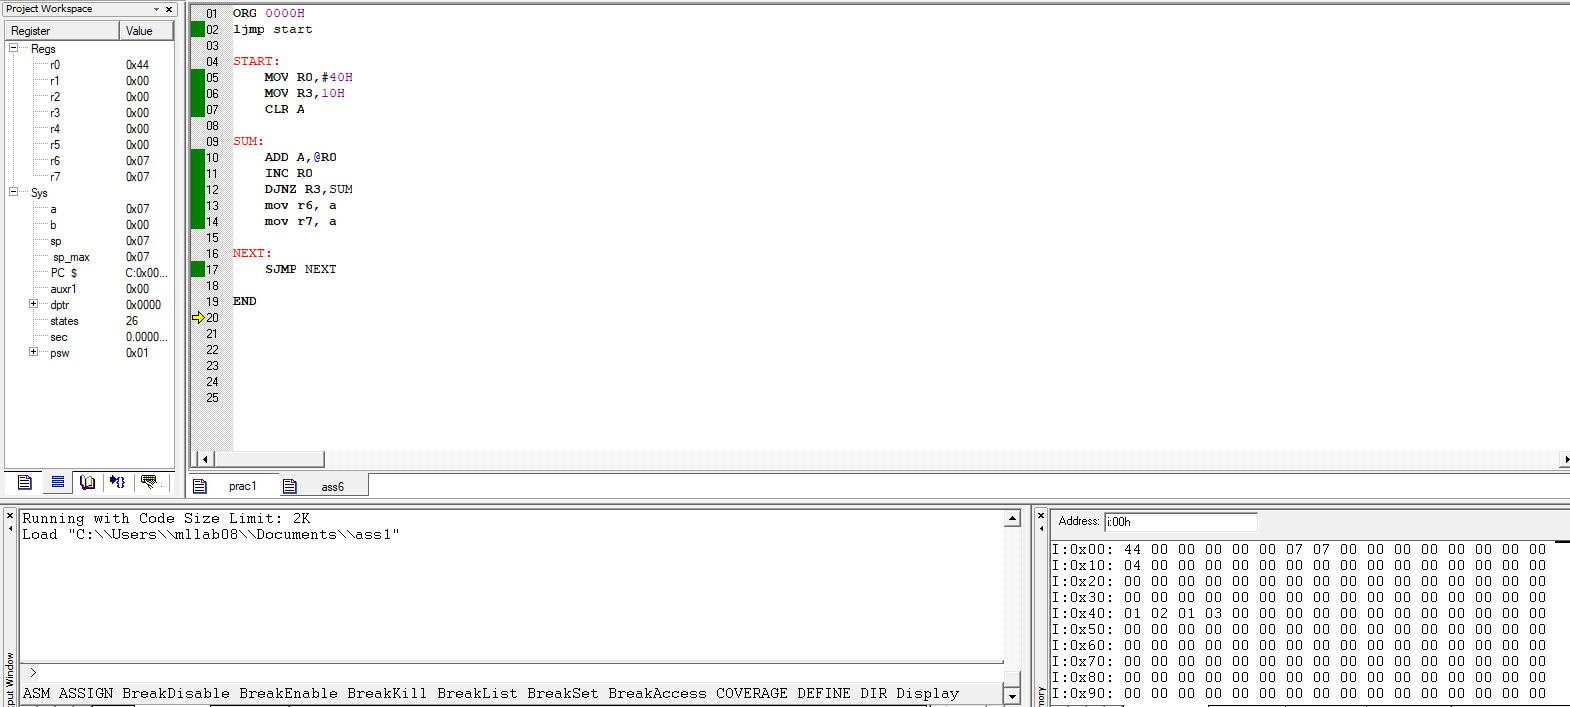 Project Workspace
Register Value
Regs
r0 0x44
r1 0x00
r2 0x00
r3 0x00
r4 0x00
r5 0x00
r6 0x07
r7 0x07
Sys
a 0x07
b 0x00
sp 0x07
sp_max 0x07
PC $ C:0x00...
auxr1 0x00
dptr 0x0000
states 26
sec 0.0000...
psw 0x01
01 ORG 0000H
02 ljmp start
03
04 START:
05 MOV R0,#40H
06 MOV R3,10H
07 CLR A
08
09 SUM:
10 ADD A,@R0
11 INC R0
12 DJNZ R3,SUM
13 mov r6, a
14 mov r7, a
15
16 NEXT:
17 SJMP NEXT
18
19 END
20
21
22
23
24
25
prac1 ass6
Running with Code Size Limit: 2K
Load "C:\\Users\\mllab08\\Documents\\ass1"
>
ASM ASSIGN BreakDisable BreakEnable BreakKill BreakList BreakSet BreakAccess COVERAGE DEFINE DIR Display
Address: i:00h
I:0x00: 44 00 00 00 00 00 07 07 00 00 00 00 00 00 00 00
I:0x10: 04 00 00 00 00 00 00 00 00 00 00 00 00 00 00 00
I:0x20: 00 00 00 00 00 00 00 00 00 00 00 00 00 00 00 00
I:0x30: 00 00 00 00 00 00 00 00 00 00 00 00 00 00 00 00
I:0x40: 01 02 01 03 00 00 00 00 00 00 00 00 00 00 00 00
I:0x50: 00 00 00 00 00 00 00 00 00 00 00 00 00 00 00 00
I:0x60: 00 00 00 00 00 00 00 00 00 00 00 00 00 00 00 00
I:0x70: 00 00 00 00 00 00 00 00 00 00 00 00 00 00 00 00
I:0x80: 00 00 00 00 00 00 00 00 00 00 00 00 00 00 00 00
I:0x90: 00 00 00 00 00 00 00 00 00 00 00 00 00 00 00 00